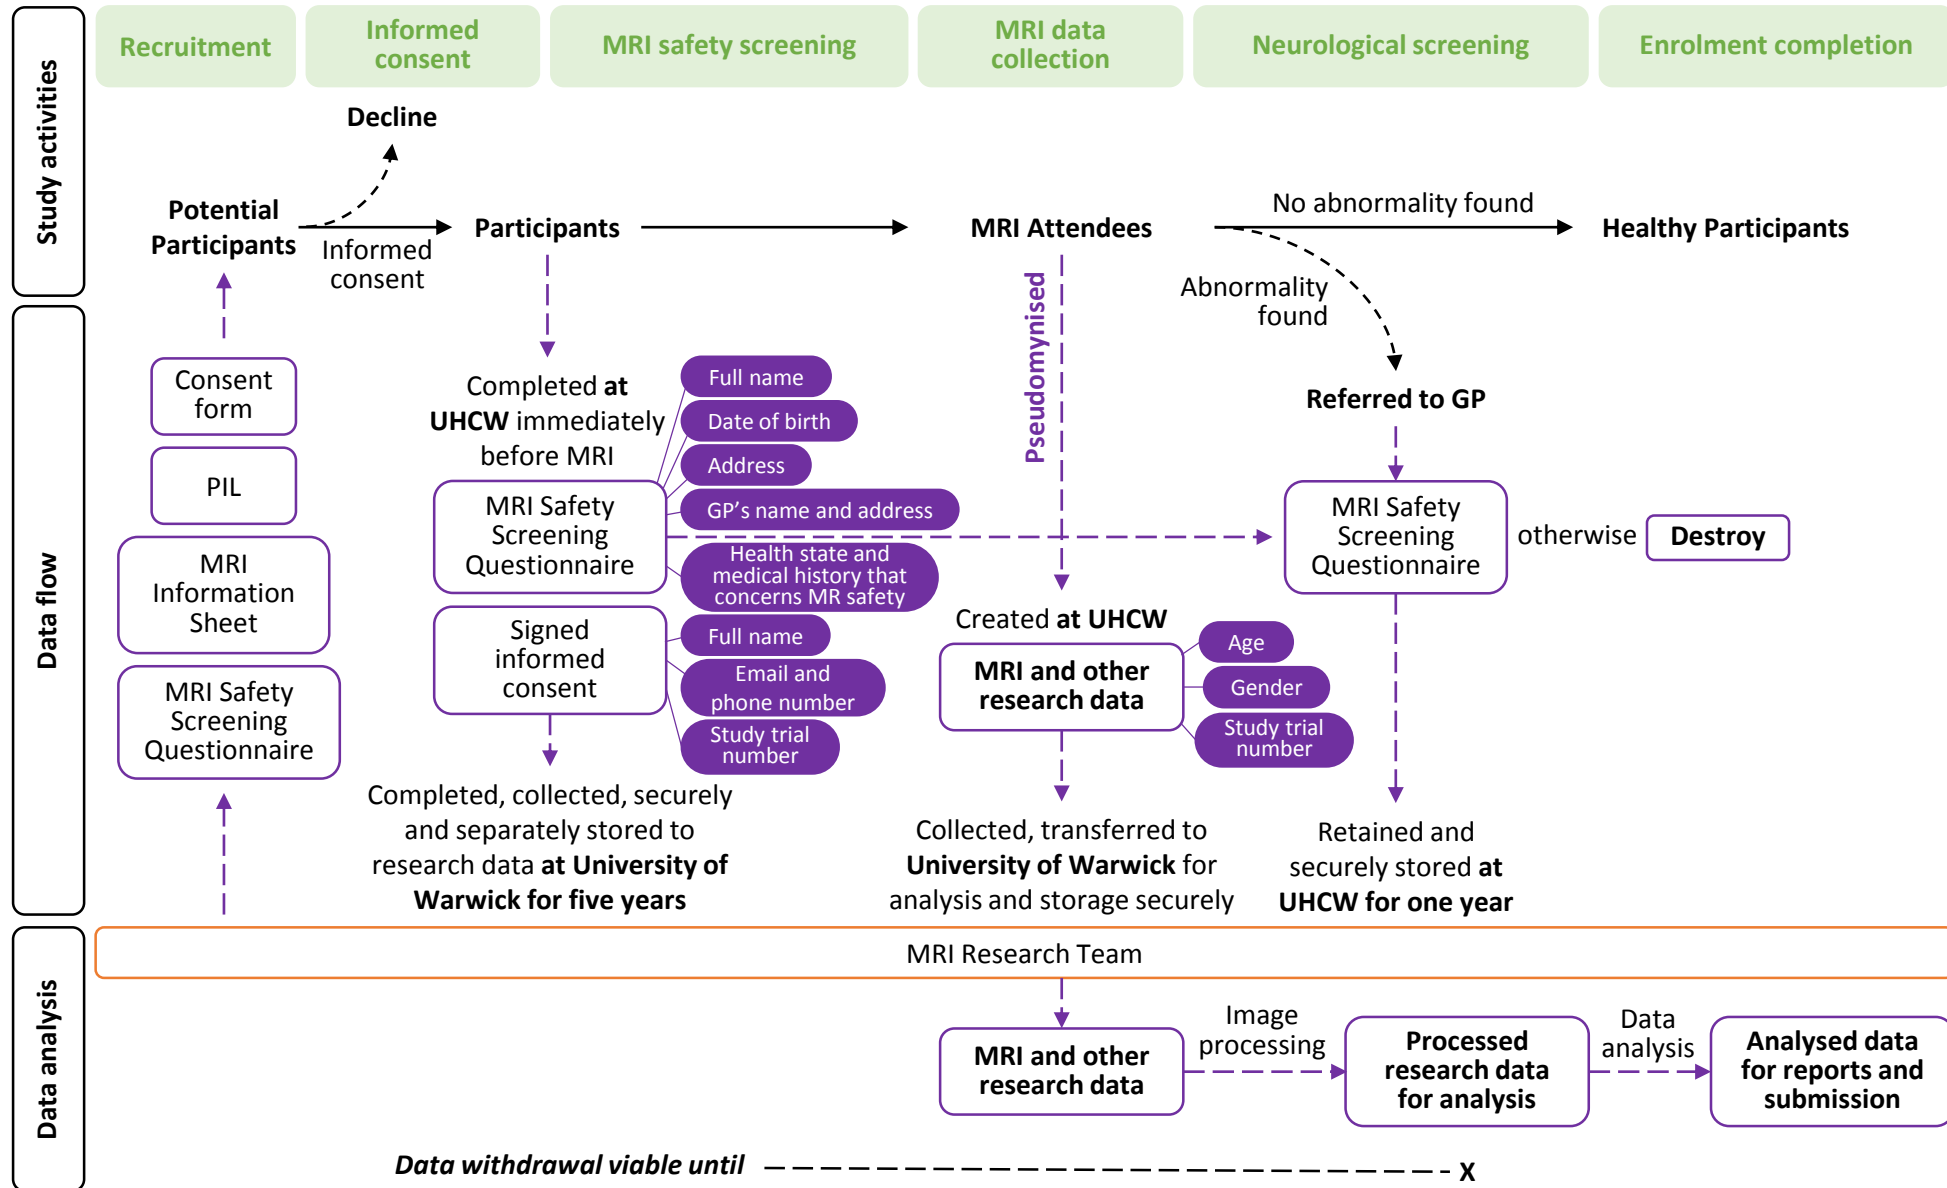 Recruitment
Informed
consent
MRI safety screening
MRI data
collection
Neurological screening
Enrolment completion
Study activities
Decline
Potential
Participants
Informed
consent
Participants
MRI Attendees
No abnormality found
Healthy Participants
Abnormality
found
Referred to GP
Data flow
Consent
form
PIL
MRI
Information
Sheet
MRI Safety
Screening
Questionnaire
Completed at
UHCW immediately
before MRI
MRI Safety
Screening
Questionnaire
Full name
Date of birth
Address
GP's name and address
Health state and
medical history that
concerns MR safety
Signed
informed
consent
Full name
Email and
phone number
Study trial
number
Completed, collected, securely
and separately stored to
research data at University of
Warwick for five years
Pseudomynised
Created at UHCW
MRI and other
research data
Age
Gender
Study trial
number
Collected, transferred to
University of Warwick for
analysis and storage securely
MRI Safety
Screening
Questionnaire
otherwise
Destroy
Retained and
securely stored at
UHCW for one year
Data analysis
MRI Research Team
MRI and other
research data
Image
processing
Processed
research data
for analysis
Data
analysis
Analysed data
for reports and
submission
Data withdrawal viable until
X